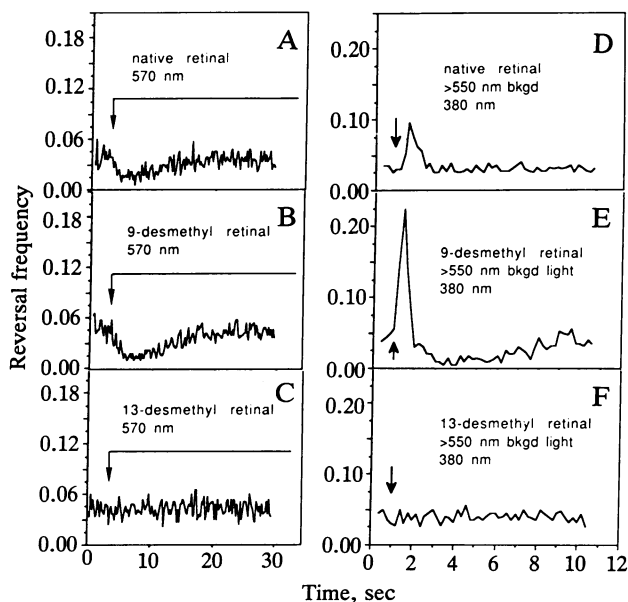 Reversal frequency
0.21
0.18
0.12
0.06
0.00
A
native retinal
570 nm
0.18
0.12
0.06
0.00
B
9-desmethyl retinal
570 nm
0.18
0.12
0.06
0.00
C
13-desmethyl retinal
570 nm
0 10 20 30
0.20
0.10
0.00
D
native retinal
>550 nm bkgd
380 nm
0.20
0.10
0.00
E
9-desmethyl retinal
>550 nm bkgd light
380 nm
0.20
0.10
0.00
F
13-desmethyl retinal
>550 nm bkgd light
380 nm
0 2 4 6 8 10 12
Time, sec